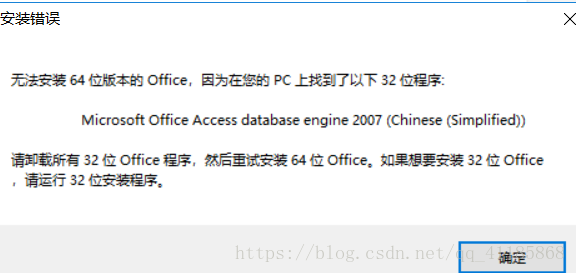 安装错误
无法安装 64 位版本的 Office，因为在您的 PC 上找到了以下 32 位程序:
Microsoft Office Access database engine 2007 (Chinese (Simplified))
请卸载所有 32 位 Office 程序，然后重试安装 64 位 Office。如果想要安装 32 位 Office
，请运行 32 位安装程序。
https://blog.csdn.net/qq_41185868
确定